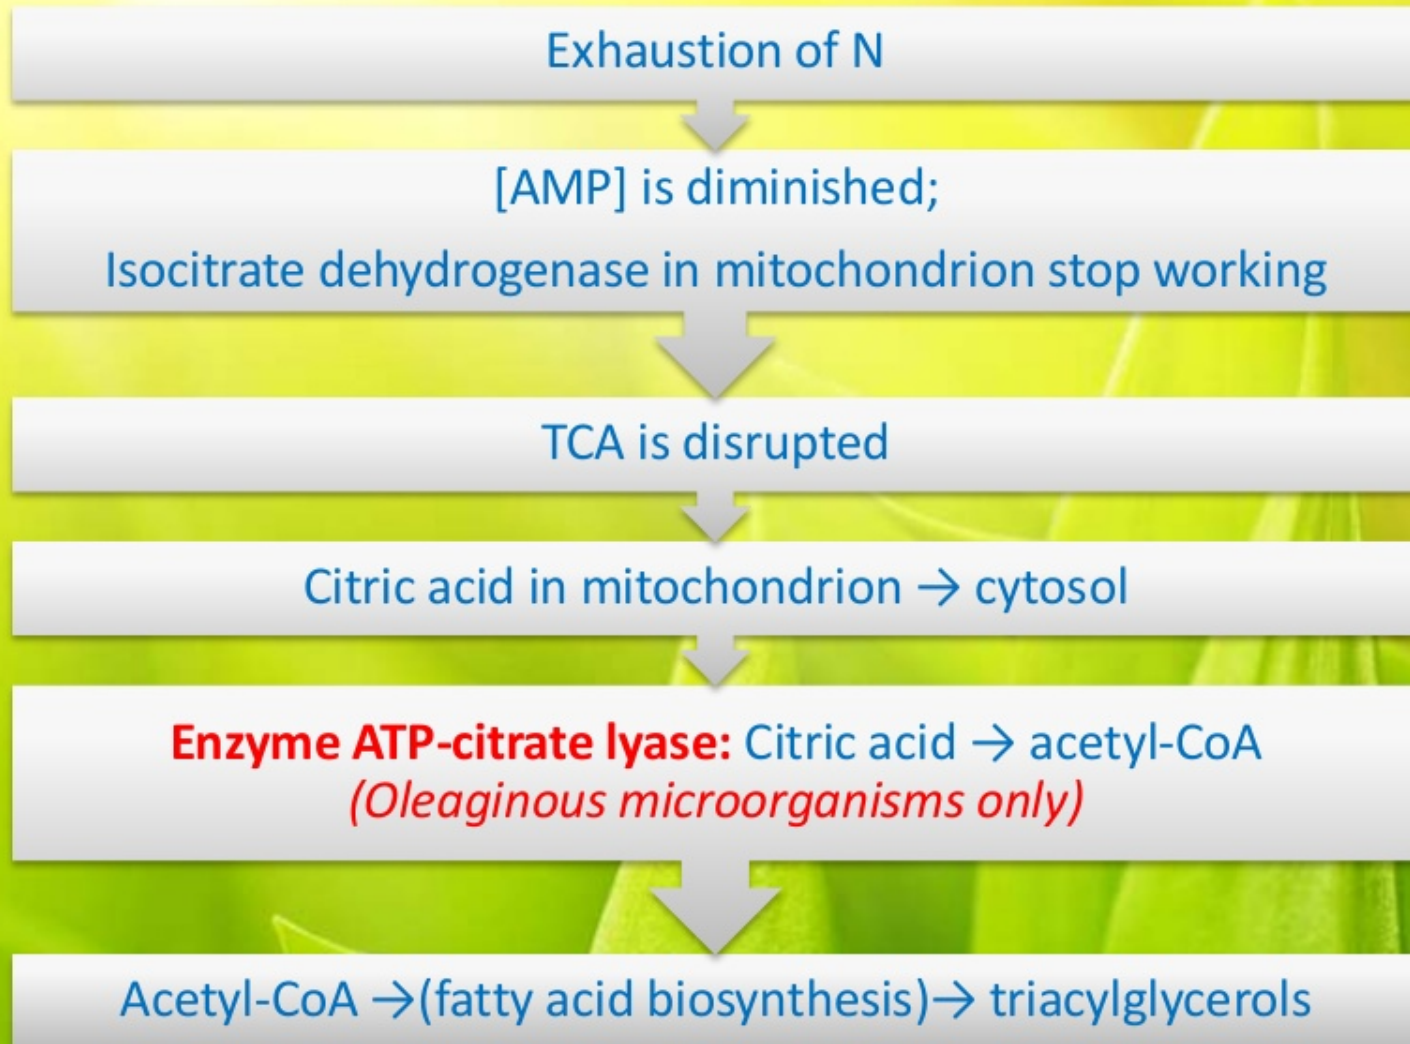 Exhaustion of N
[AMP] is diminished;
Isocitrate dehydrogenase in mitochondrion stop working
TCA is disrupted
Citric acid in mitochondrion → cytosol
Enzyme ATP-citrate lyase: Citric acid → acetyl-CoA
(Oleaginous microorganisms only)
Acetyl-CoA →(fatty acid biosynthesis)→ triacylglycerols